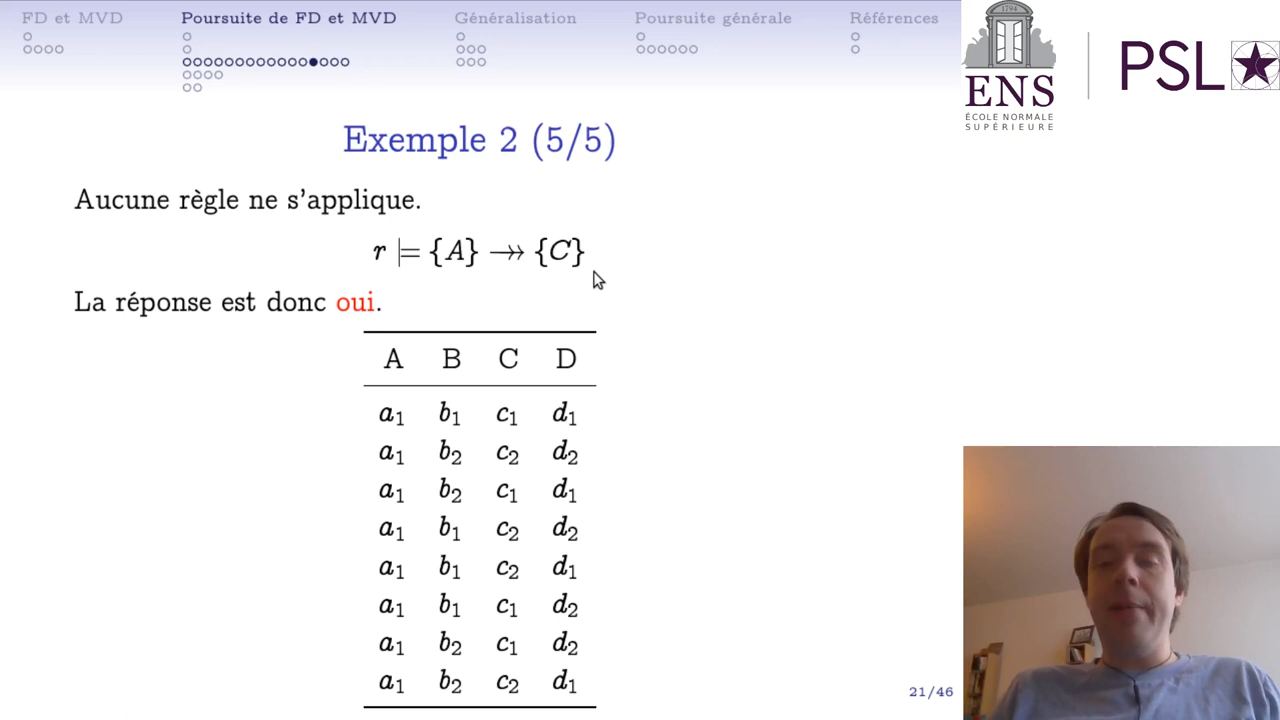 FD et MVD
Poursuite de FD et MVD
Généralisation
Poursuite générale
Références
1794
ENS
ÉCOLE NORMALE
SUPÉRIEURE
PSL
Exemple 2 (5/5)
Aucune règle ne s'applique.
r |= {A} ↠ {C}
La réponse est donc oui.
A B C D
a₁ b₁ c₁ d₁
a₁ b₂ c₂ d₂
a₁ b₂ c₁ d₁
a₁ b₁ c₂ d₂
a₁ b₁ c₂ d₁
a₁ b₁ c₁ d₂
a₁ b₂ c₁ d₂
a₁ b₂ c₂ d₁
21/46